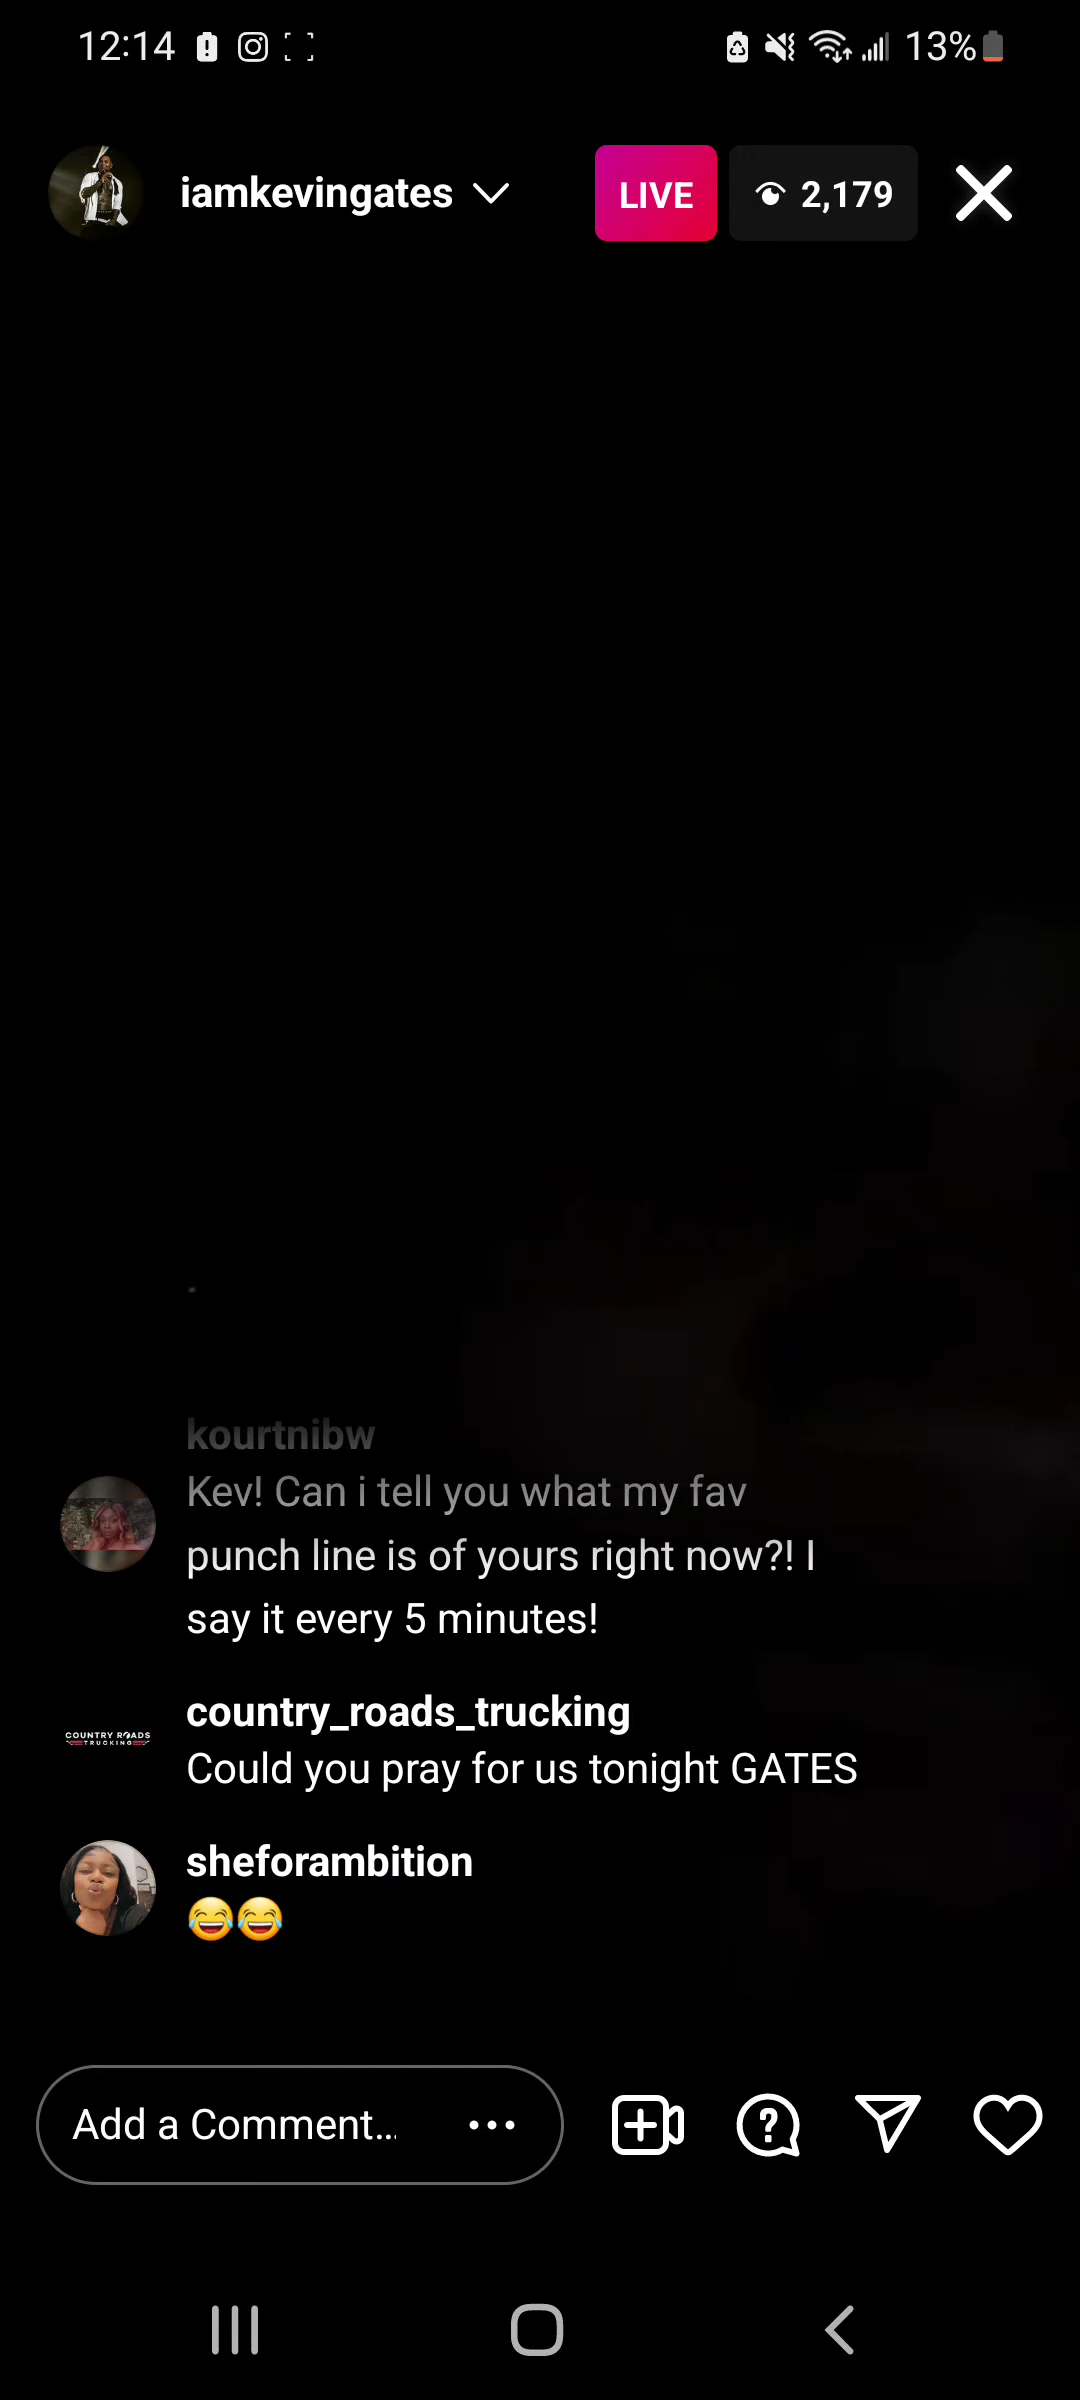 12:14
13%
iamkevingates
LIVE
2,179
kourtnibw
Kev! Can i tell you what my fav
punch line is of yours right now?! I
say it every 5 minutes!
country_roads_trucking
COUNTRY ROADS
TRUCKING
Could you pray for us tonight GATES
sheforambition
😂😂
Add a Comment...